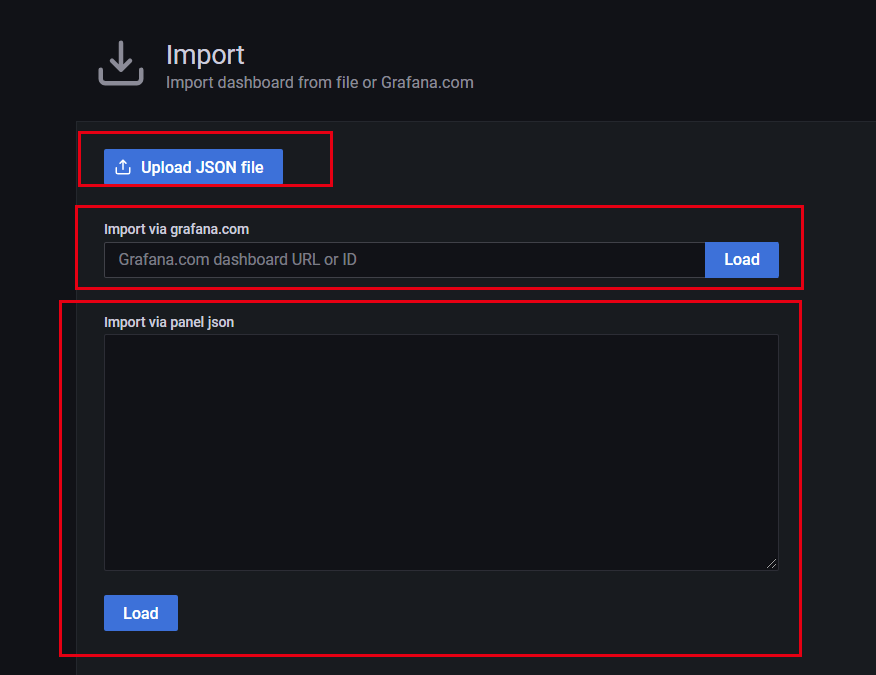 Import
Import dashboard from file or Grafana.com
Upload JSON file
Import via grafana.com
Grafana.com dashboard URL or ID
Load
Import via panel json
Load